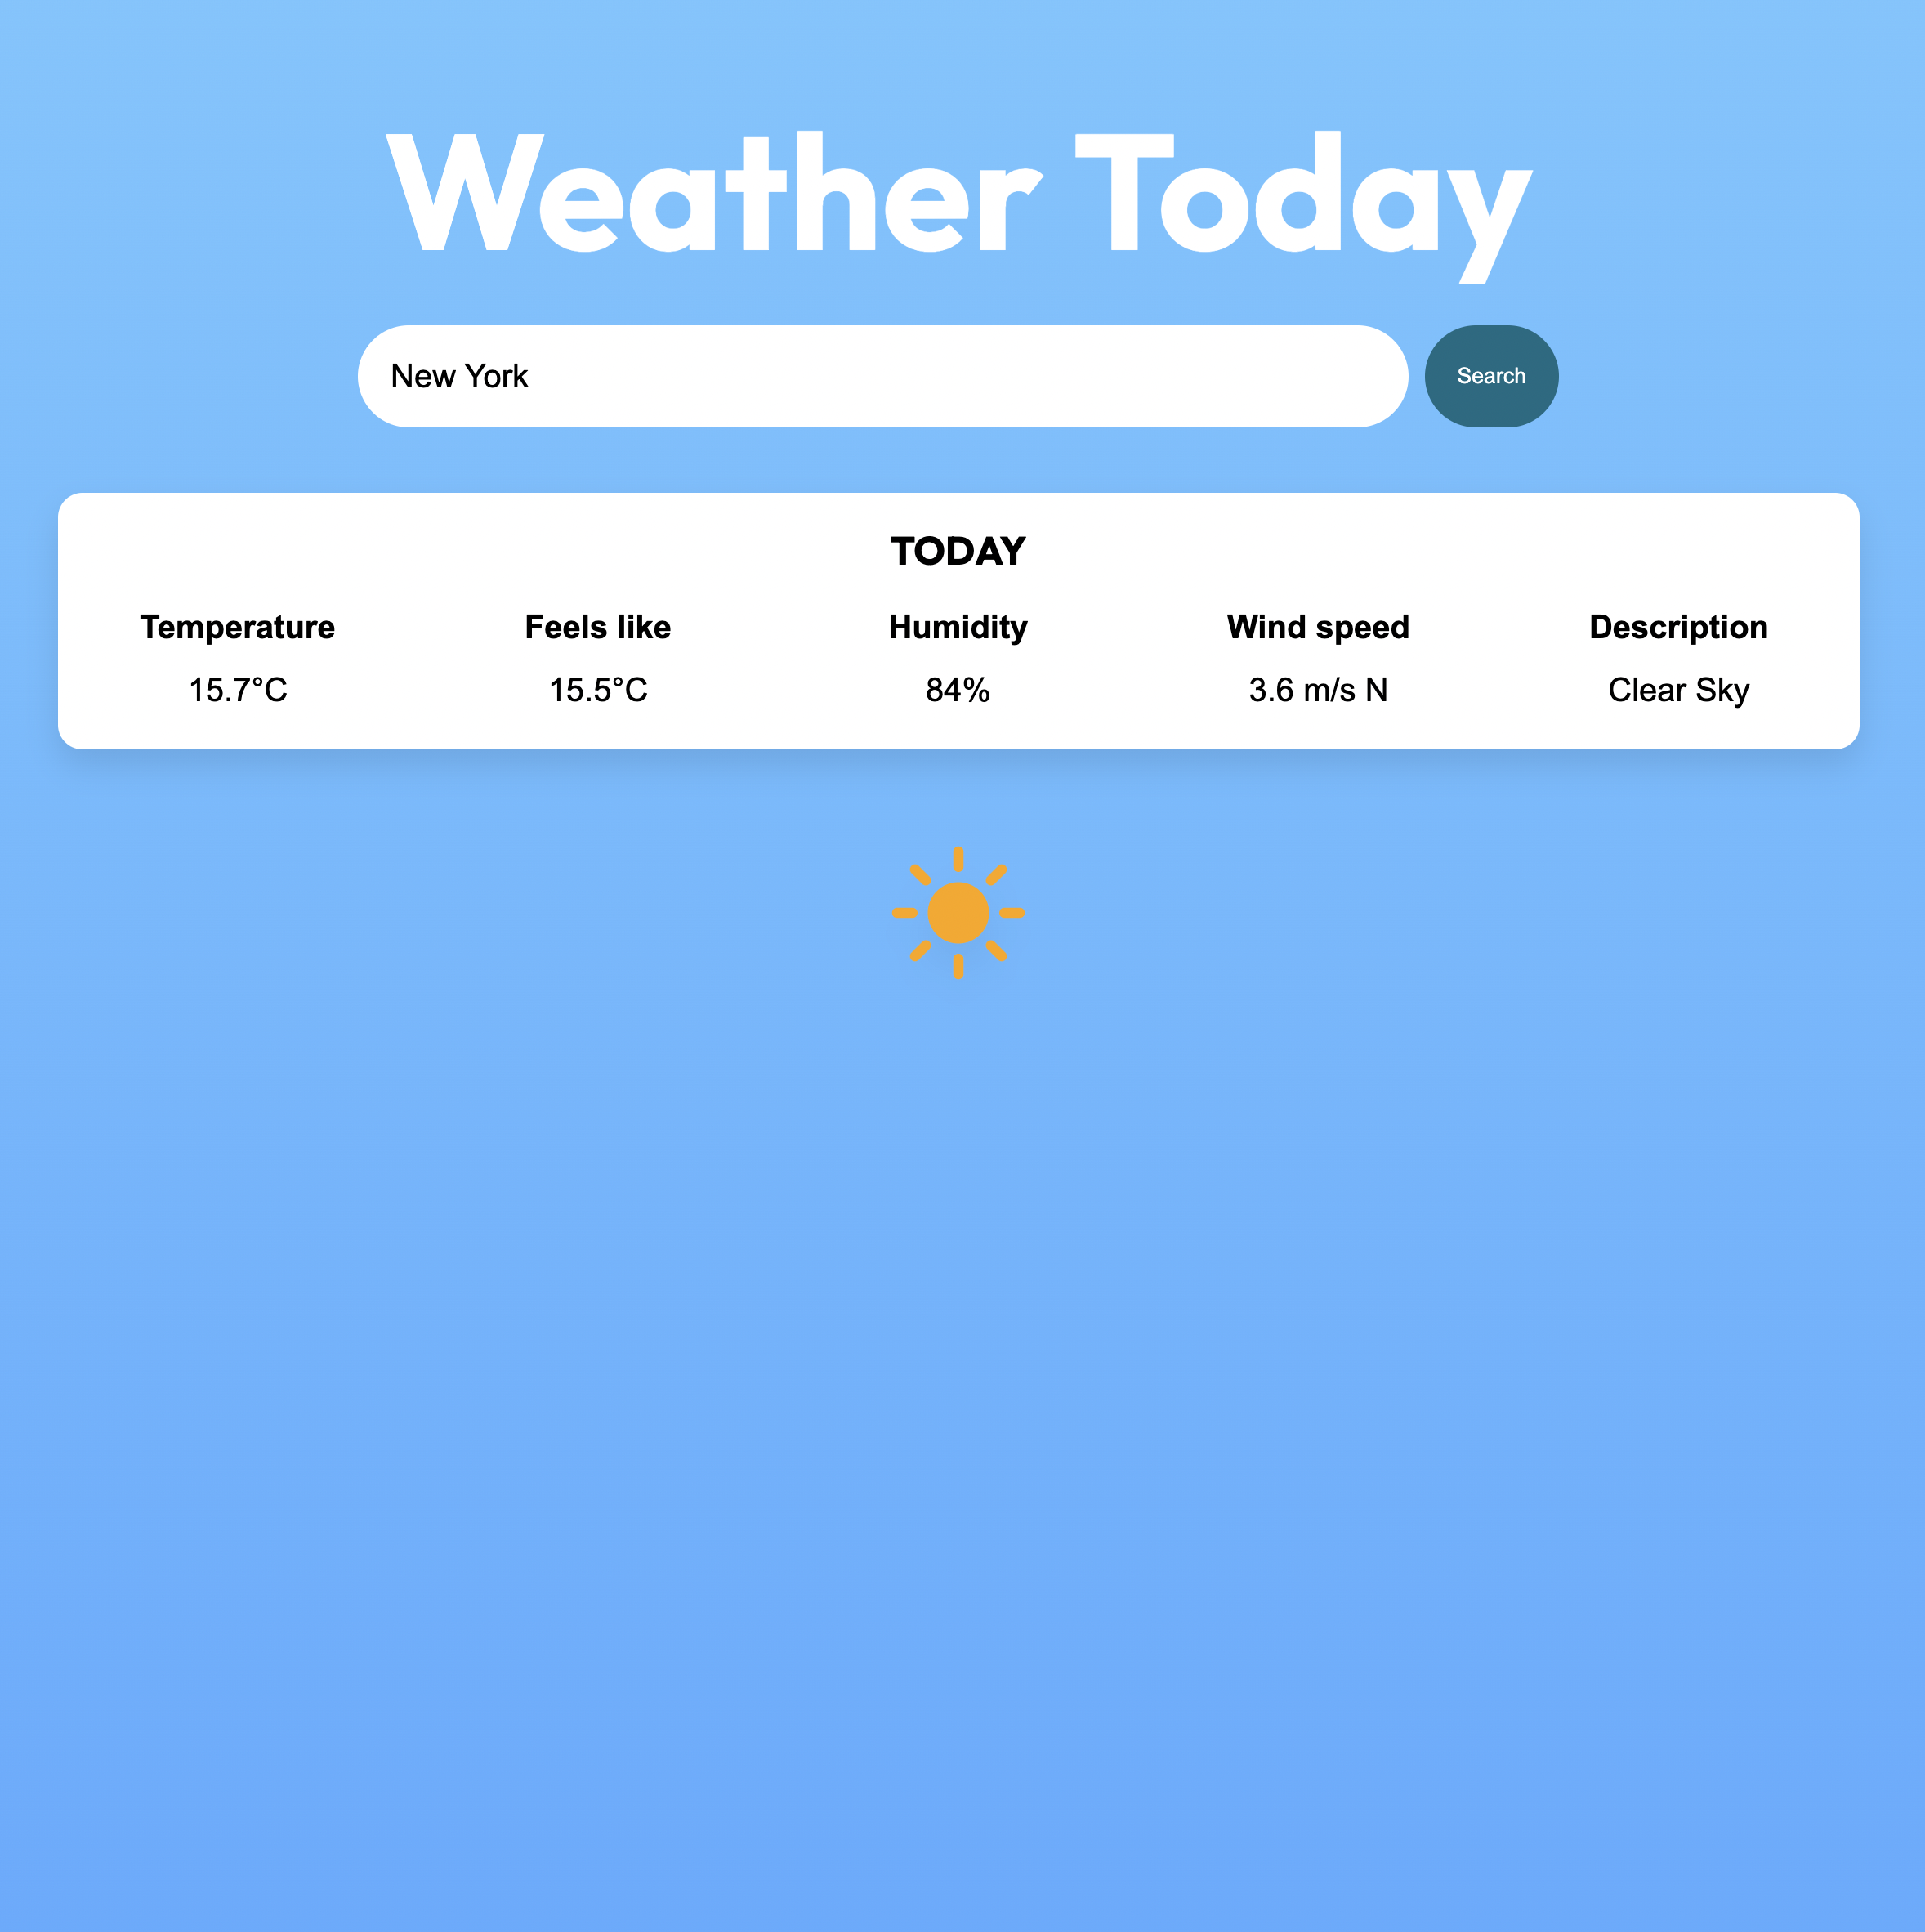 Weather Today
New York
Search
TODAY
Temperature Feels like Humidity Wind speed Description
15.7°C 15.5°C 84% 3.6 m/s N Clear Sky